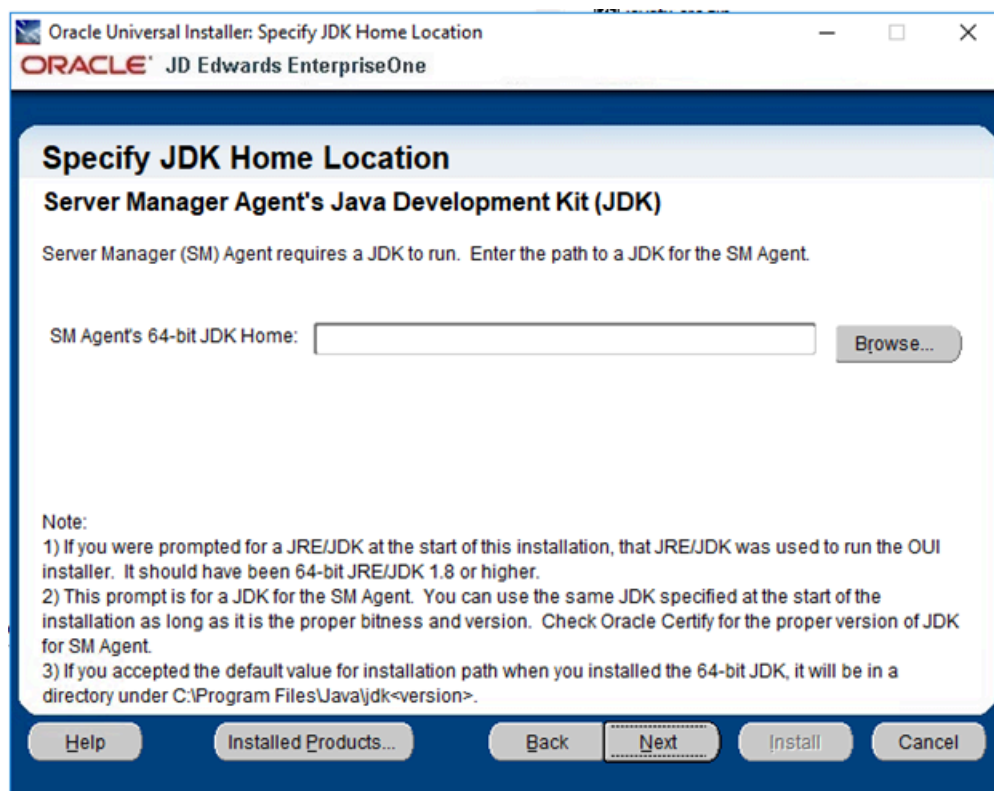 Oracle Universal Installer: Specify JDK Home Location
ORACLE JD Edwards EnterpriseOne
Specify JDK Home Location
Server Manager Agent's Java Development Kit (JDK)
Server Manager (SM) Agent requires a JDK to run. Enter the path to a JDK for the SM Agent.
SM Agent's 64-bit JDK Home:
Browse...
Note:
1) If you were prompted for a JRE/JDK at the start of this installation, that JRE/JDK was used to run the OUI
installer. It should have been 64-bit JRE/JDK 1.8 or higher.
2) This prompt is for a JDK for the SM Agent. You can use the same JDK specified at the start of the
installation as long as it is the proper bitness and version. Check Oracle Certify for the proper version of JDK
for SM Agent.
3) If you accepted the default value for installation path when you installed the 64-bit JDK, it will be in a
directory under C:\Program Files\Java\jdk<version>.
Help Installed Products... Back Next Install Cancel